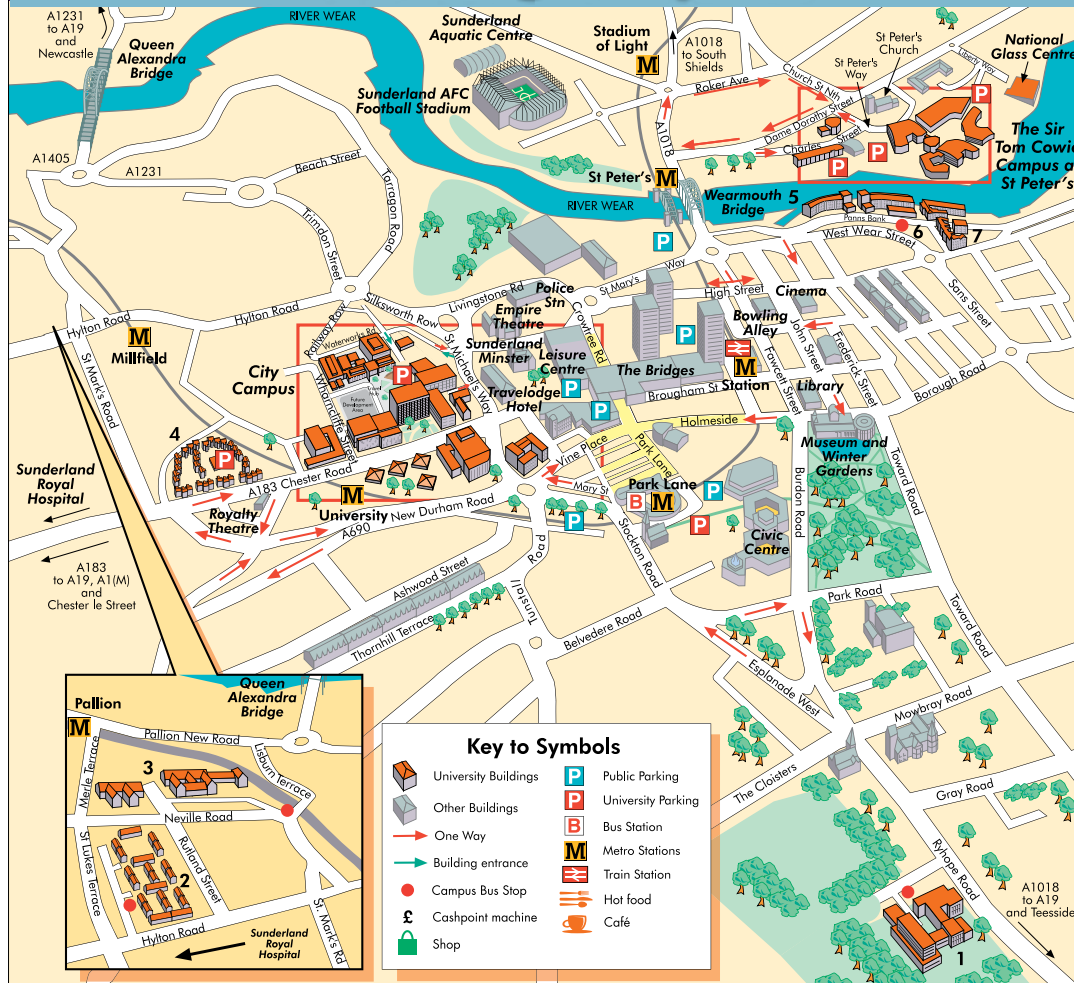 A1231
to A19
and
Newcastle
Queen
Alexandra
Bridge
RIVER WEAR
Sunderland
Aquatic Centre
Stadium
of Light
M
A1018
to South
Shields
St Peter's
Church
St Peter's
Way
Liberty Way
National
Glass Centre
Sunderland AFC
Football Stadium
Roker Ave
Church St Nth
Dame Dorothy Street
Charles Street
P
P
P
A1018
The Sir
Tom Cowie
Campus a
St Peter's
A1405
A1231
Beach Street
Tarragon Road
Trimdon Street
St Peter's
M
RIVER WEAR
Wearmouth
Bridge
5
Panns Bank
6
7
West Wear Street
P
Hylton Road
Hylton Road
M
Millfield
St Mark's Road
Railway Row
Silksworth Row
Livingstone Rd
St Mary's Way
High Street
Police
Stn
Empire
Theatre
Crowtree Rd
Cinema
Sans Street
Bowling
Alley
John Street
Frederick Street
Fawcett Street
Borough Road
City
Campus
Waterworks Rd
St Michael's Way
Sunderland
Minster
Leisure
Centre
P
P
The Bridges
M
Station
Library
Future
Development
Area
Wharncliffe Street
Travelodge
Hotel
P
P
Brougham St
Holmeside
Museum and
Winter
Gardens
4
P
A183 Chester Road
Vine Place
Park Lane
Mary St
Park Lane
B
M
P
P
P
Burdon Road
Toward Road
Sunderland
Royal
Hospital
Royalty
Theatre
M
University
New Durham Road
A690
Civic
Centre
A183
to A19, A1(M)
and
Chester le Street
Ashwood Street
Thornhill Terrace
Tunstall Road
Stockton Road
Belvedere Road
Park Road
Toward Road
Esplanade West
Mowbray Road
The Cloisters
Gray Road
Ryhope Road
A1018
to A19
and Teesside
1
Queen
Alexandra
Bridge
Pallion
M
Pallion New Road
Lisburn Terrace
Merle Terrace
3
Neville Road
St Lukes Terrace
Rutland Street
2
Hylton Road
St. Mark's Rd
Sunderland
Royal
Hospital
Key to Symbols
University Buildings
Other Buildings
One Way
Building entrance
Campus Bus Stop
£ Cashpoint machine
Shop
P Public Parking
P University Parking
B Bus Station
M Metro Stations
Train Station
Hot food
Café